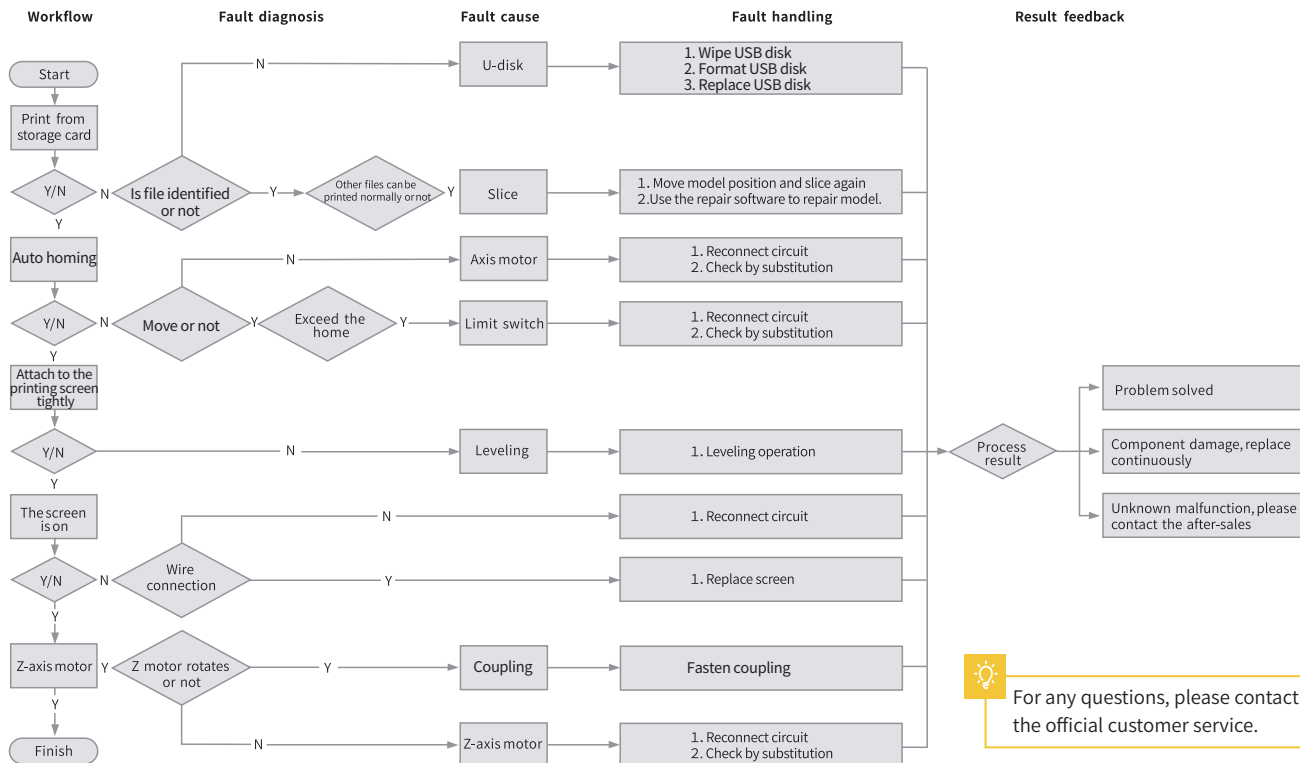 Workflow
Fault diagnosis
Fault cause
Fault handling
Result feedback
Start
Print from
storage card
Y/N
N
Is file identified
or not
N
U-disk
1. Wipe USB disk
2. Format USB disk
3. Replace USB disk
Y
Other files can be
printed normally or not
Y
Slice
1. Move model position and slice again
2.Use the repair software to repair model.
Y
Auto homing
Y/N
N
Move or not
N
Axis motor
1. Reconnect circuit
2. Check by substitution
Y
Exceed the
home
Y
Limit switch
1. Reconnect circuit
2. Check by substitution
Y
Attach to the
printing screen
tightly
Y/N
N
Leveling
1. Leveling operation
Y
The screen
is on
Y/N
N
Wire
connection
N
1. Reconnect circuit
Y
1. Replace screen
Y
Z-axis motor
Y
Z motor rotates
or not
Y
Coupling
Fasten coupling
N
Z-axis motor
1. Reconnect circuit
2. Check by substitution
Y
Finish
Process
result
Problem solved
Component damage, replace
continuously
Unknown malfunction, please
contact the after-sales
For any questions, please contact
the official customer service.